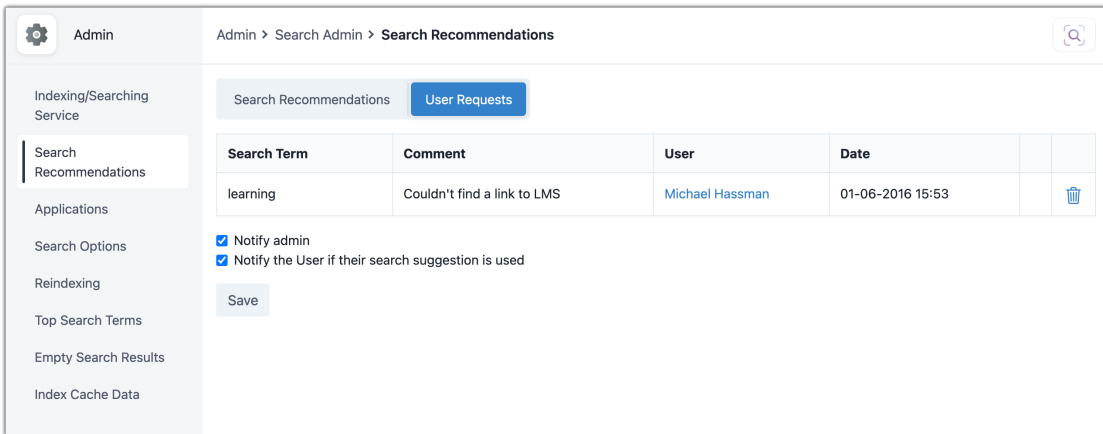 Admin
Admin > Search Admin > Search Recommendations
Indexing/Searching
Service
Search
Recommendations
Applications
Search Options
Reindexing
Top Search Terms
Empty Search Results
Index Cache Data
Search Recommendations User Requests
Search Term Comment User Date
learning Couldn't find a link to LMS Michael Hassman 01-06-2016 15:53
Notify admin
Notify the User if their search suggestion is used
Save